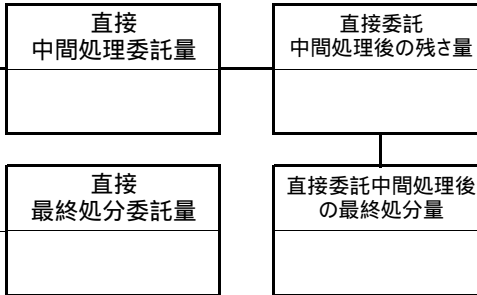 直接
中間処理委託量
直接委託
中間処理後の残さ量
直接
最終処分委託量
直接委託中間処理後
の最終処分量